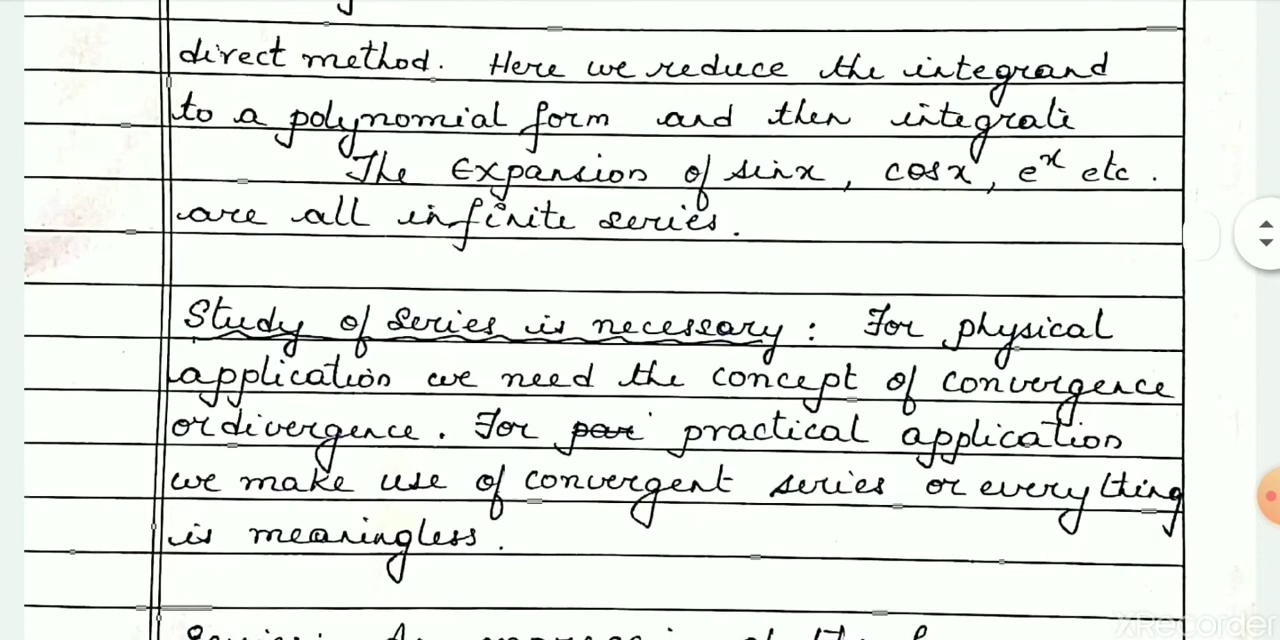 direct method. Here we reduce the integrand
to a polynomial form and then integrate
The Expansion of sinx, cosx, eˣ etc.
are all infinite series.
Study of series is necessary: For physical
application we need the concept of convergence
or divergence. For par practical application
we make use of convergent series or everything
is meaningless.
XRecorder